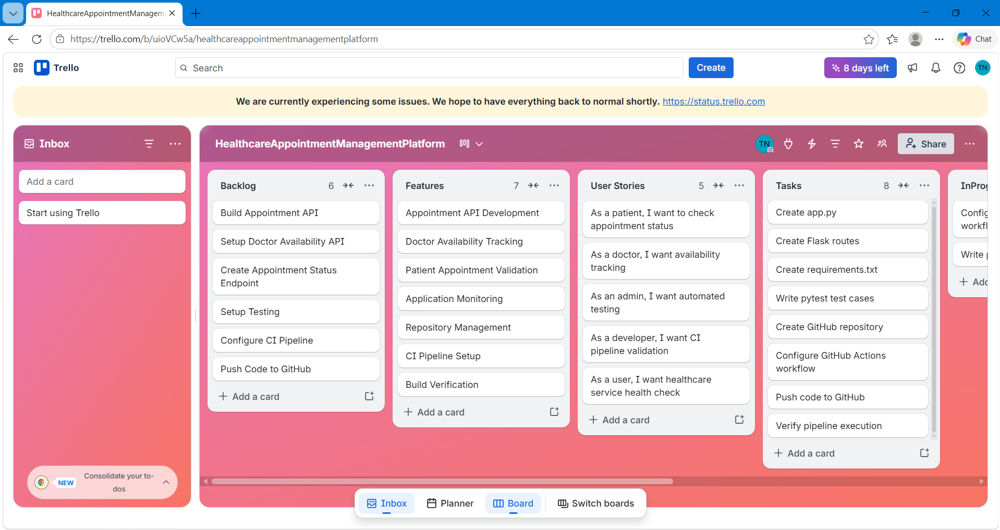 HealthcareAppointmentManagem
https://trello.com/b/uioVCw5a/healthcareappointmentmanagementplatform
Chat
Trello
Search
Create
8 days left
TN
We are currently experiencing some issues. We hope to have everything back to normal shortly. https://status.trello.com
Inbox
Add a card
Start using Trello
NEW
Consolidate your to-
dos
HealthcareAppointmentManagementPlatform
TN
Share
Backlog
6
Build Appointment API
Setup Doctor Availability API
Create Appointment Status
Endpoint
Setup Testing
Configure CI Pipeline
Push Code to GitHub
Add a card
Features
7
Appointment API Development
Doctor Availability Tracking
Patient Appointment Validation
Application Monitoring
Repository Management
CI Pipeline Setup
Build Verification
Add a card
User Stories
5
As a patient, I want to check
appointment status
As a doctor, I want availability
tracking
As an admin, I want automated
testing
As a developer, I want CI
pipeline validation
As a user, I want healthcare
service health check
Add a card
Tasks
8
Create app.py
Create Flask routes
Create requirements.txt
Write pytest test cases
Create GitHub repository
Configure GitHub Actions
workflow
Push code to GitHub
Verify pipeline execution
Add a card
InProg
Config
workfl
Write
Add
Inbox
Planner
Board
Switch boards